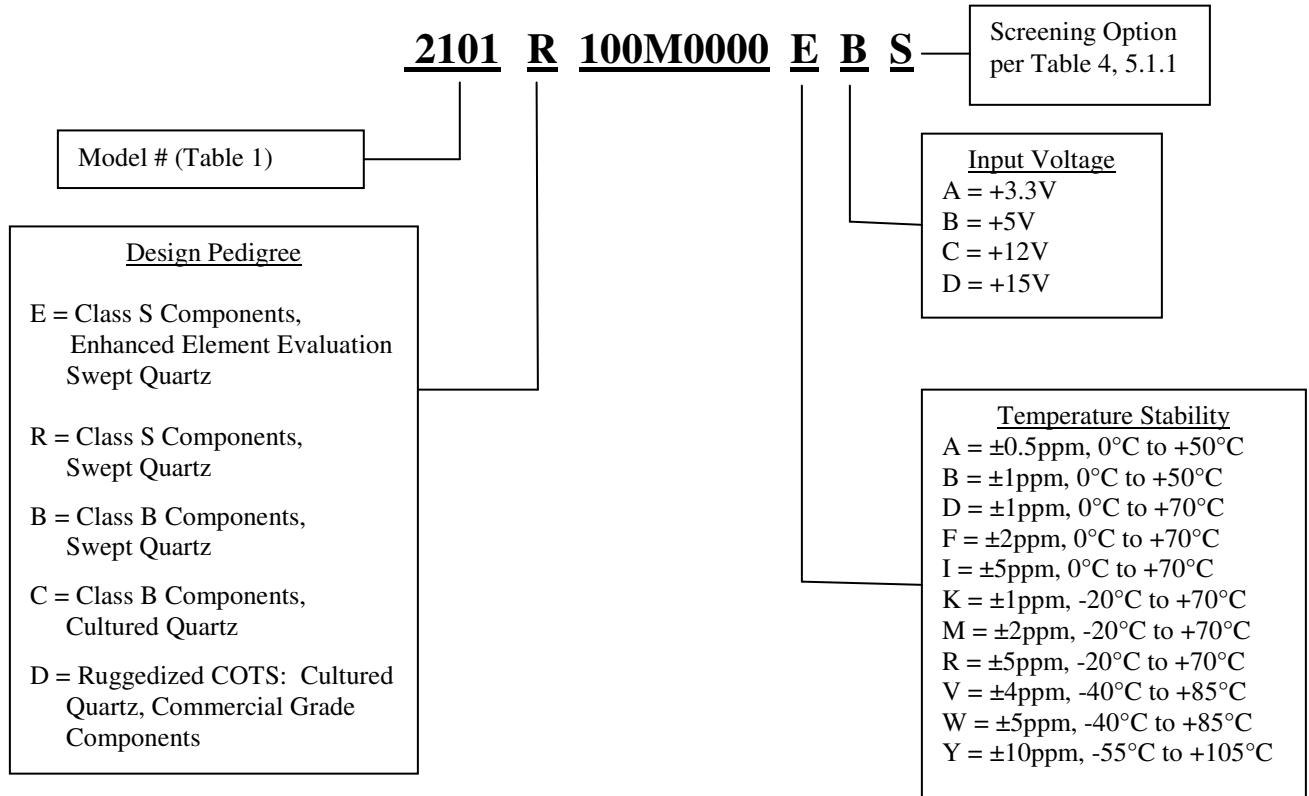 2101 R 100M0000 E B S
Screening Option
per Table 4, 5.1.1
Model # (Table 1)
Input Voltage
A = +3.3V
B = +5V
C = +12V
D = +15V
Design Pedigree
E = Class S Components,
Enhanced Element Evaluation
Swept Quartz
R = Class S Components,
Swept Quartz
B = Class B Components,
Swept Quartz
C = Class B Components,
Cultured Quartz
D = Ruggedized COTS: Cultured
Quartz, Commercial Grade
Components
Temperature Stability
A = ±0.5ppm, 0°C to +50°C
B = ±1ppm, 0°C to +50°C
D = ±1ppm, 0°C to +70°C
F = ±2ppm, 0°C to +70°C
I = ±5ppm, 0°C to +70°C
K = ±1ppm, -20°C to +70°C
M = ±2ppm, -20°C to +70°C
R = ±5ppm, -20°C to +70°C
V = ±4ppm, -40°C to +85°C
W = ±5ppm, -40°C to +85°C
Y = ±10ppm, -55°C to +105°C